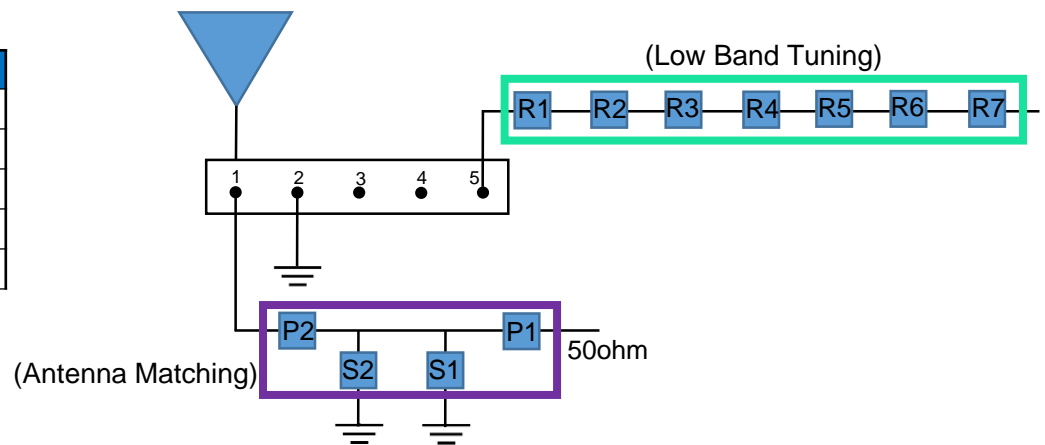 (Low Band Tuning)
R1 R2 R3 R4 R5 R6 R7
1 2 3 4 5
P2 P1
50ohm
S2 S1
(Antenna Matching)